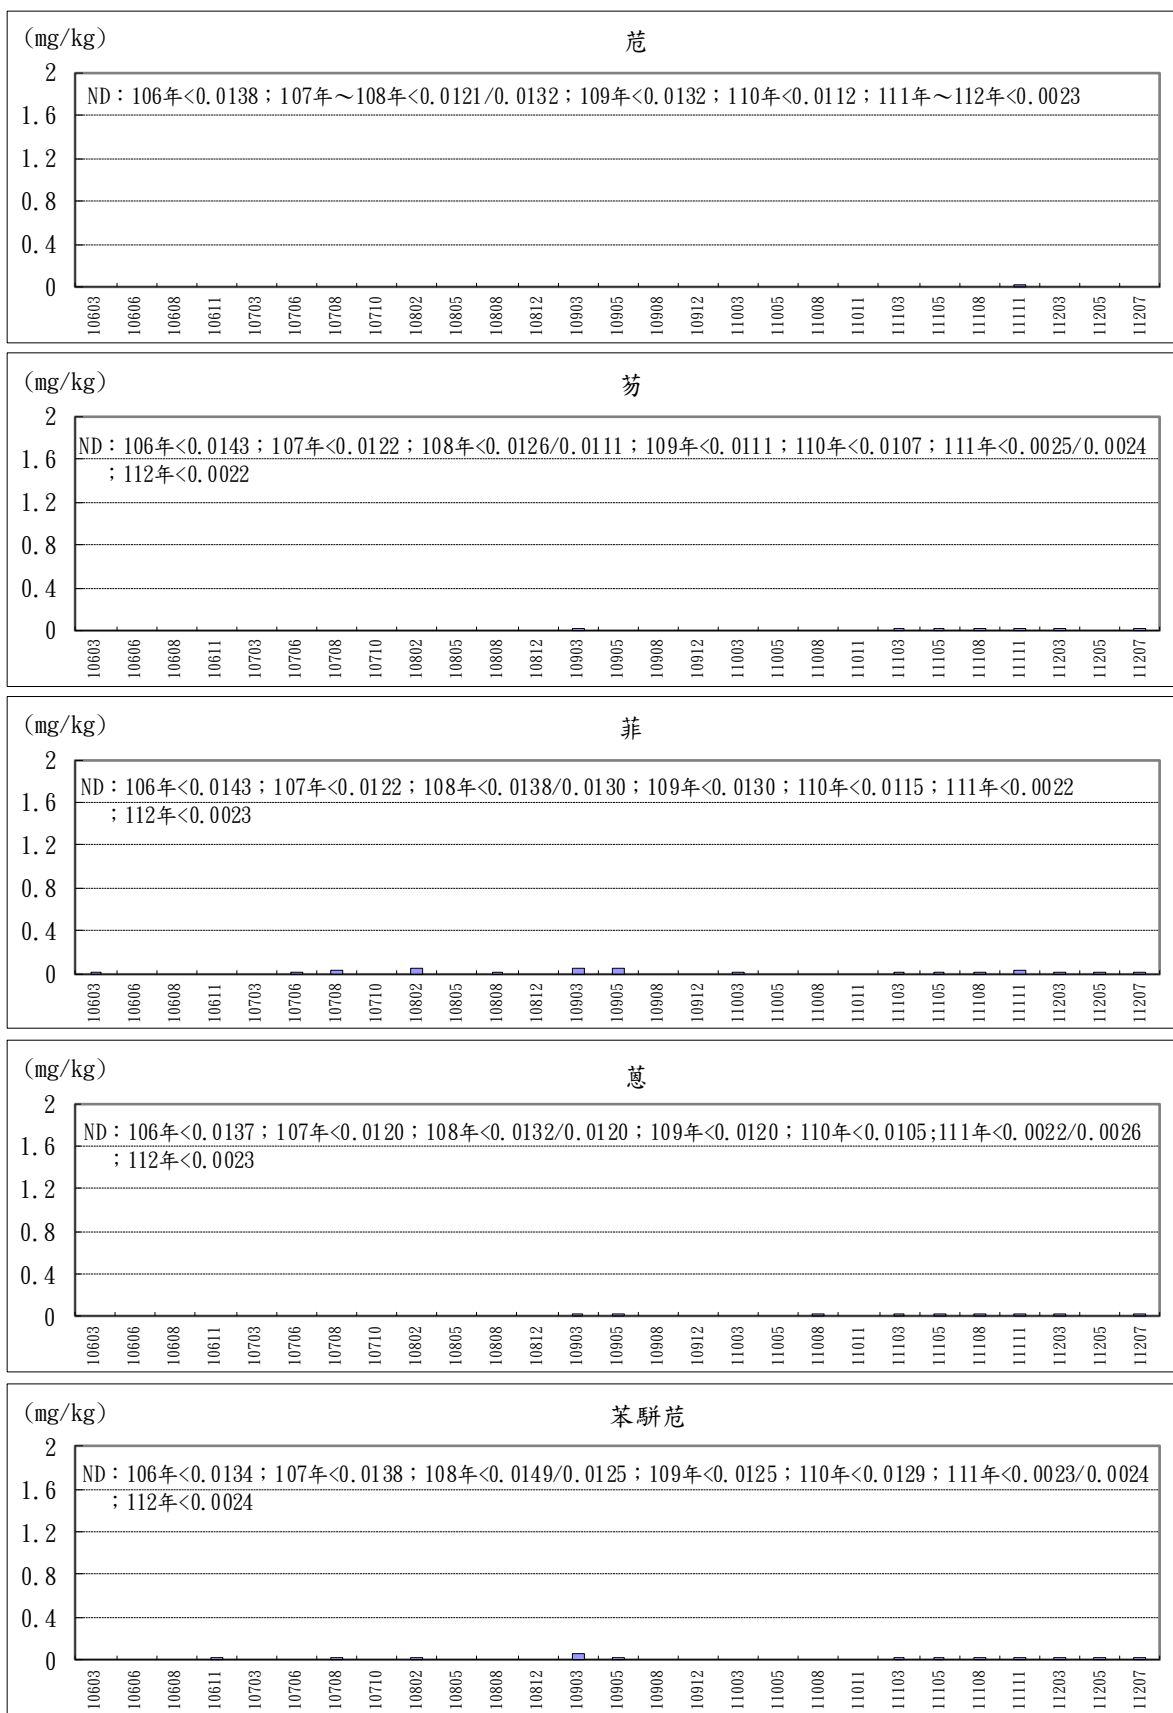 (mg/kg)
苊
2
ND：106年<0.0138；107年～108年<0.0121/0.0132；109年<0.0132；110年<0.0112；111年～112年<0.0023
1.6
1.2
0.8
0.4
0
10603 10606 10608 10611 10703 10706 10708 10710 10802 10805 10808 10812 10903 10905 10908 10912 11003 11005 11008 11011 11103 11105 11108 11111 11203 11205 11207
(mg/kg)
芴
2
ND：106年<0.0143；107年<0.0122；108年<0.0126/0.0111；109年<0.0111；110年<0.0107；111年<0.0025/0.0024
1.6
；112年<0.0022
1.2
0.8
0.4
0
10603 10606 10608 10611 10703 10706 10708 10710 10802 10805 10808 10812 10903 10905 10908 10912 11003 11005 11008 11011 11103 11105 11108 11111 11203 11205 11207
(mg/kg)
菲
2
ND：106年<0.0143；107年<0.0122；108年<0.0138/0.0130；109年<0.0130；110年<0.0115；111年<0.0022
1.6
；112年<0.0023
1.2
0.8
0.4
0
10603 10606 10608 10611 10703 10706 10708 10710 10802 10805 10808 10812 10903 10905 10908 10912 11003 11005 11008 11011 11103 11105 11108 11111 11203 11205 11207
(mg/kg)
蒽
2
ND：106年<0.0137；107年<0.0120；108年<0.0132/0.0120；109年<0.0120；110年<0.0105;111年<0.0022/0.0026
1.6
；112年<0.0023
1.2
0.8
0.4
0
10603 10606 10608 10611 10703 10706 10708 10710 10802 10805 10808 10812 10903 10905 10908 10912 11003 11005 11008 11011 11103 11105 11108 11111 11203 11205 11207
(mg/kg)
苯駢苊
2
ND：106年<0.0134；107年<0.0138；108年<0.0149/0.0125；109年<0.0125；110年<0.0129；111年<0.0023/0.0024
1.6
；112年<0.0024
1.2
0.8
0.4
0
10603 10606 10608 10611 10703 10706 10708 10710 10802 10805 10808 10812 10903 10905 10908 10912 11003 11005 11008 11011 11103 11105 11108 11111 11203 11205 11207